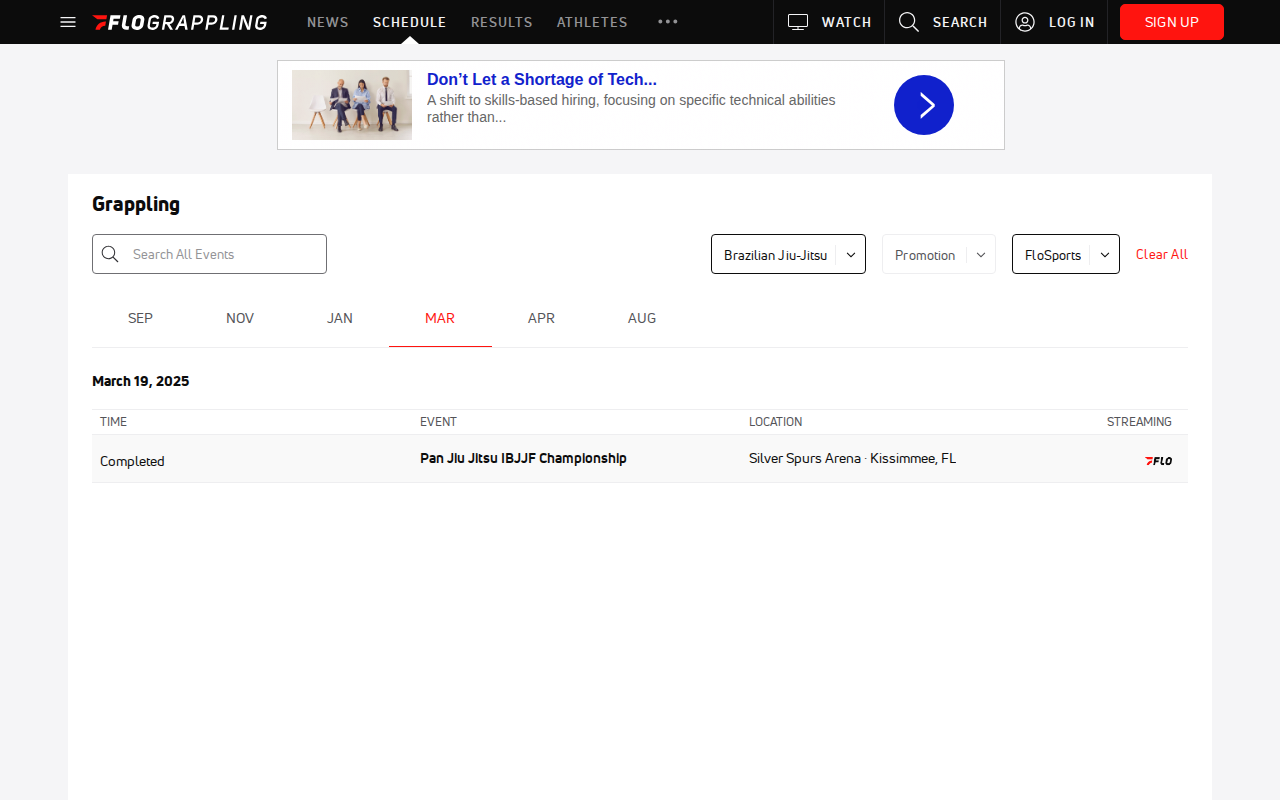 FLOGRAPPLING NEWS SCHEDULE RESULTS ATHLETES WATCH SEARCH LOG IN SIGN UP
Don’t Let a Shortage of Tech...
A shift to skills-based hiring, focusing on specific technical abilities
rather than...
Grappling
Search All Events Brazilian Jiu-Jitsu Promotion FloSports Clear All
SEP NOV JAN MAR APR AUG
March 19, 2025
TIME EVENT LOCATION STREAMING
Completed Pan Jiu Jitsu IBJJF Championship Silver Spurs Arena · Kissimmee, FL FLO